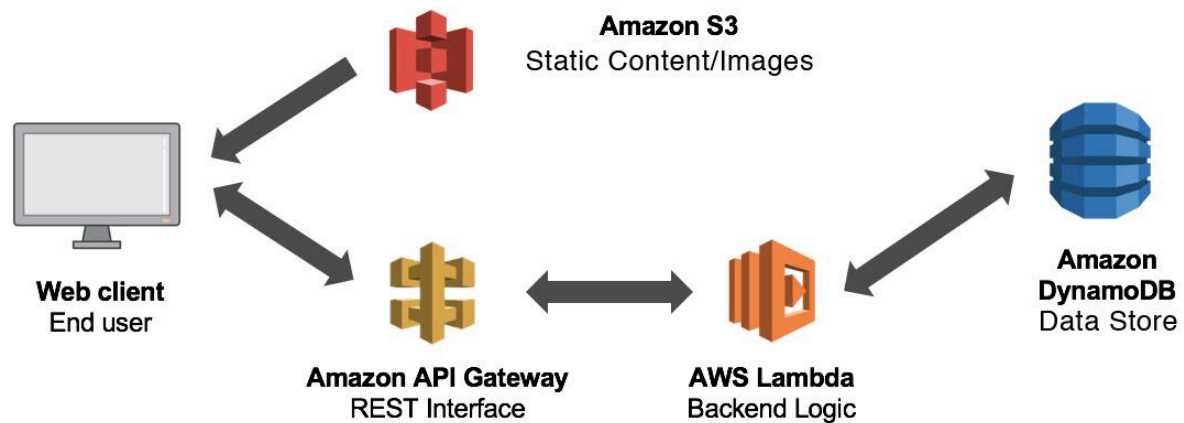 Amazon S3
Static Content/Images
Web client
End user
Amazon API Gateway
REST Interface
AWS Lambda
Backend Logic
Amazon
DynamoDB
Data Store